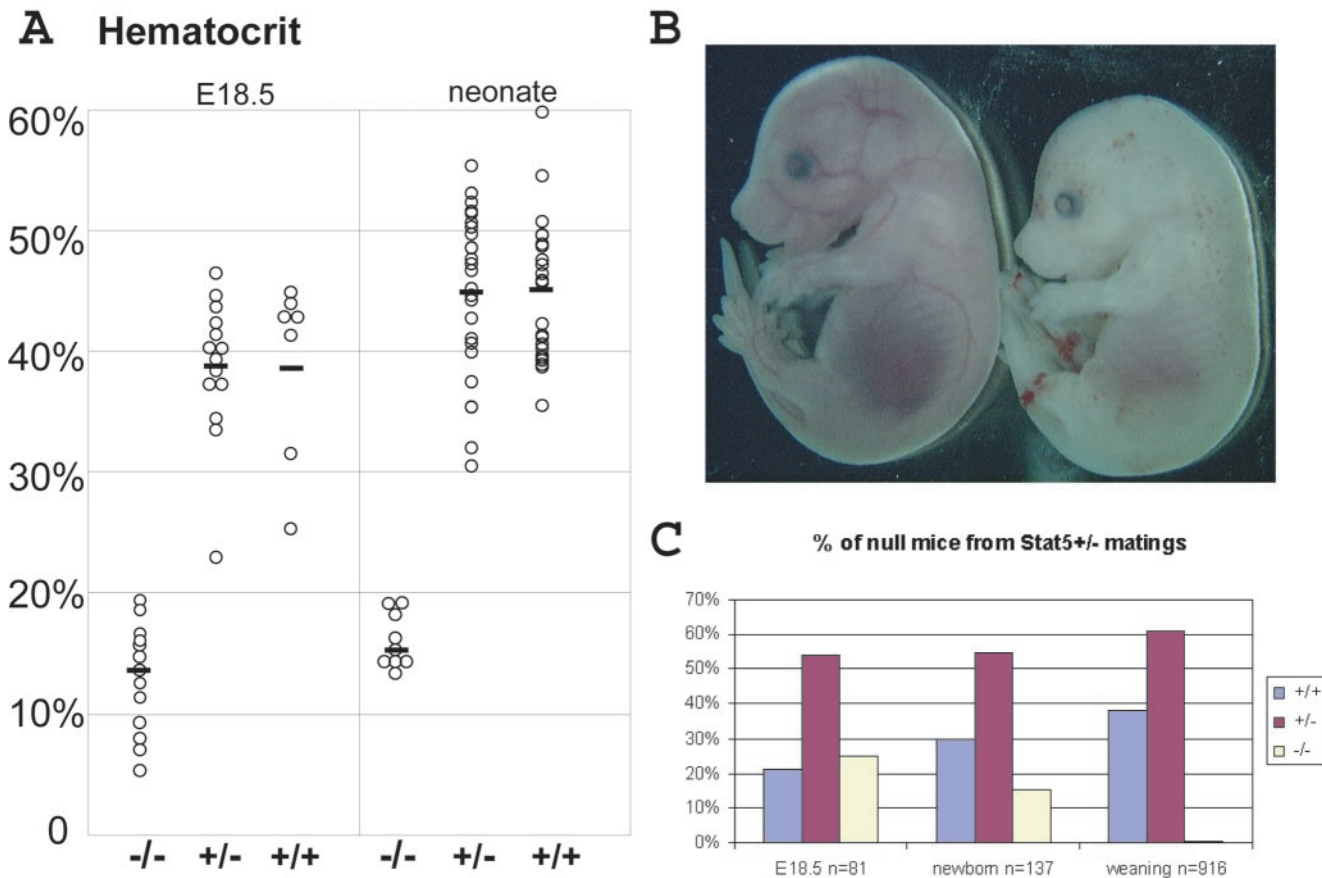 A Hematocrit
E18.5 neonate
60%
50%
40%
30%
20%
10%
0
-/- +/- +/+ -/- +/- +/+
B
C
% of null mice from Stat5+/- matings
70%
60%
50%
40%
30%
20%
10%
0%
E18.5 n=81 newborn n=137 weaning n=916
+/+
+/-
-/-